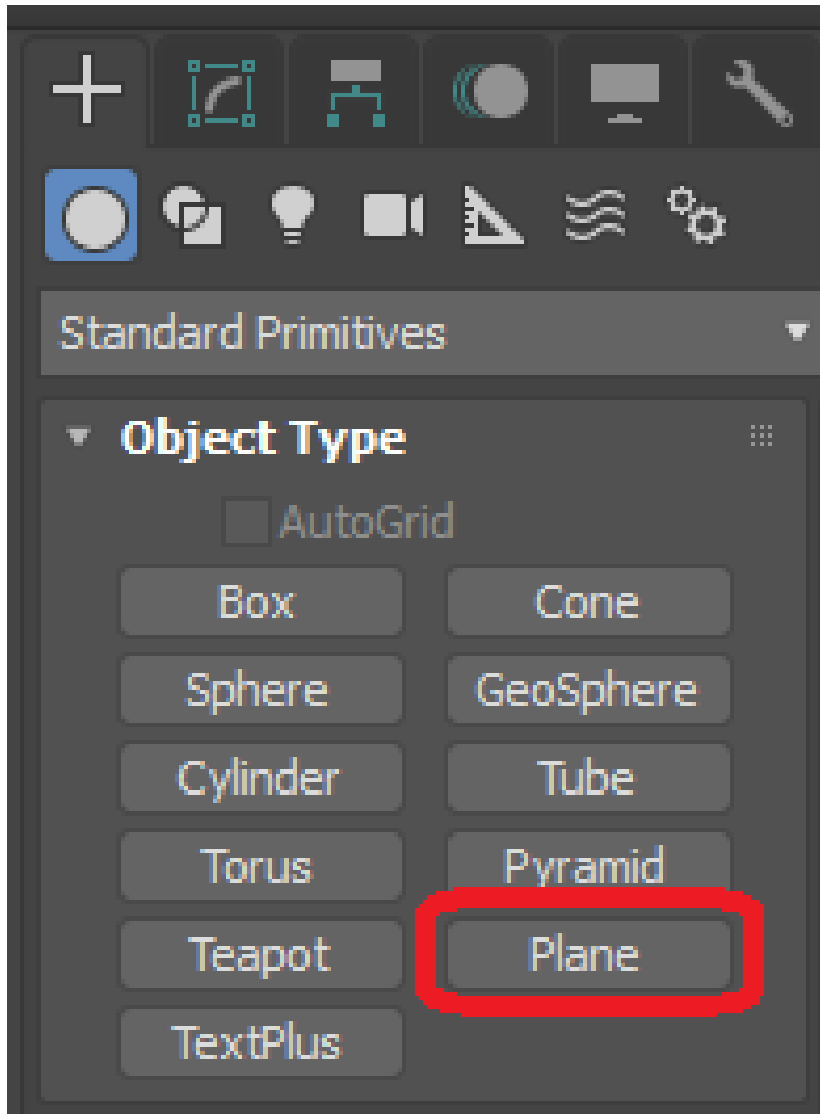 Standard Primitives
Object Type
AutoGrid
Box Cone
Sphere GeoSphere
Cylinder Tube
Torus Pyramid
Teapot Plane
TextPlus